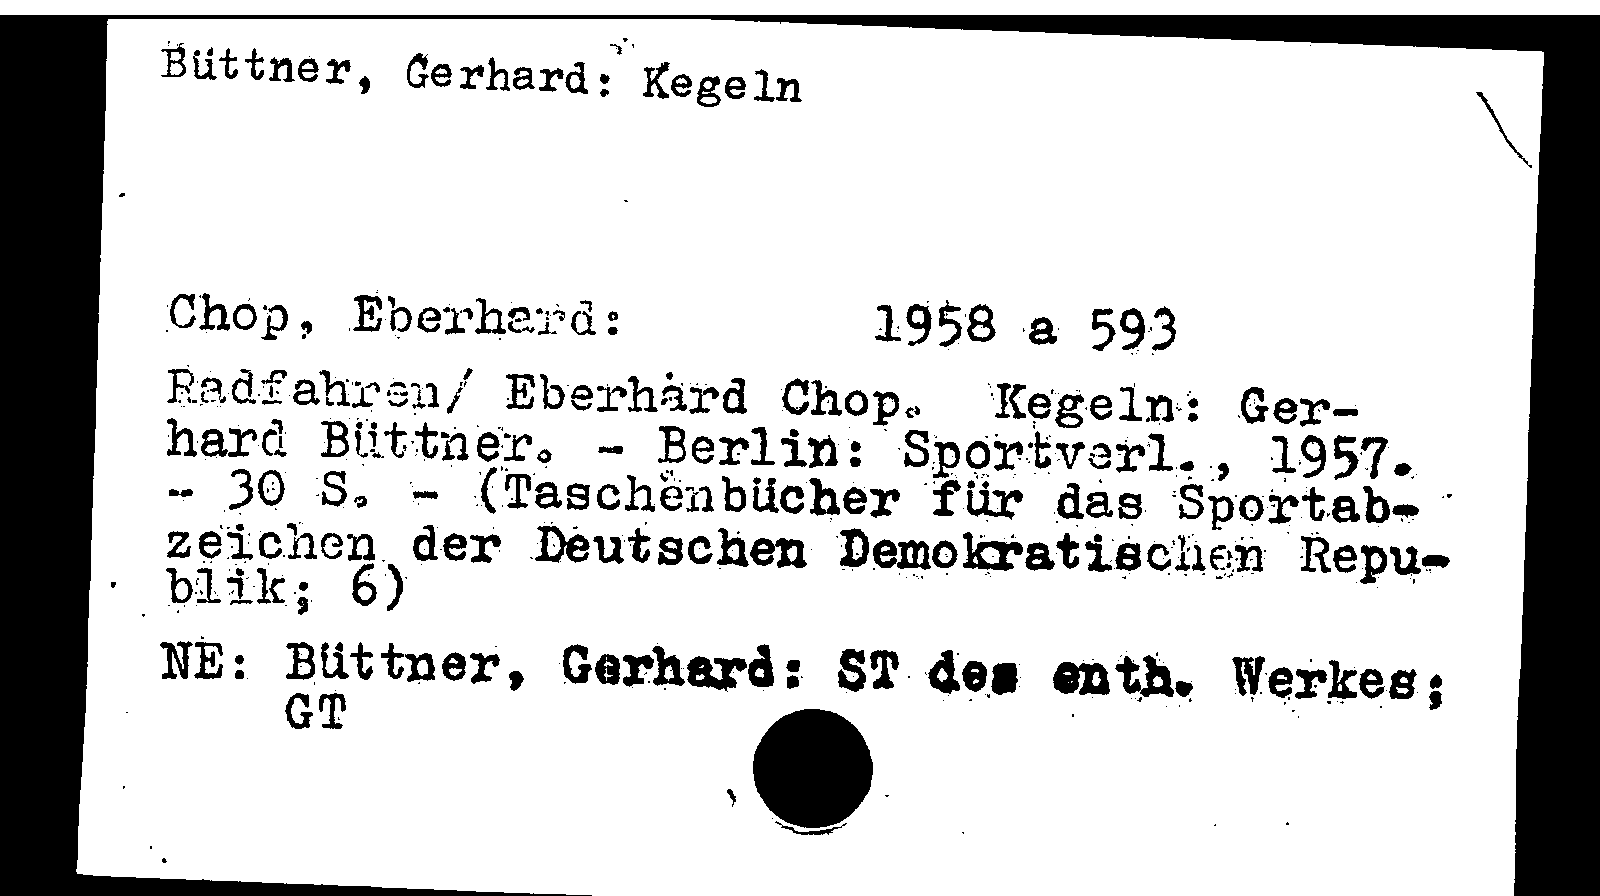 Büttner, Gerhard: Kegeln
Chop, Eberhard: 1958 a 593
Radfahren/ Eberhard Chop. Kegeln: Ger-
hard Büttner. - Berlin: Sportverl., 1957.
- 30 S. - (Taschenbücher für das Sportab-
zeichen der Deutschen Demokratischen Repu-
blik; 6)
NE: Büttner, Gerhard: ST des enth. Werkes;
GT